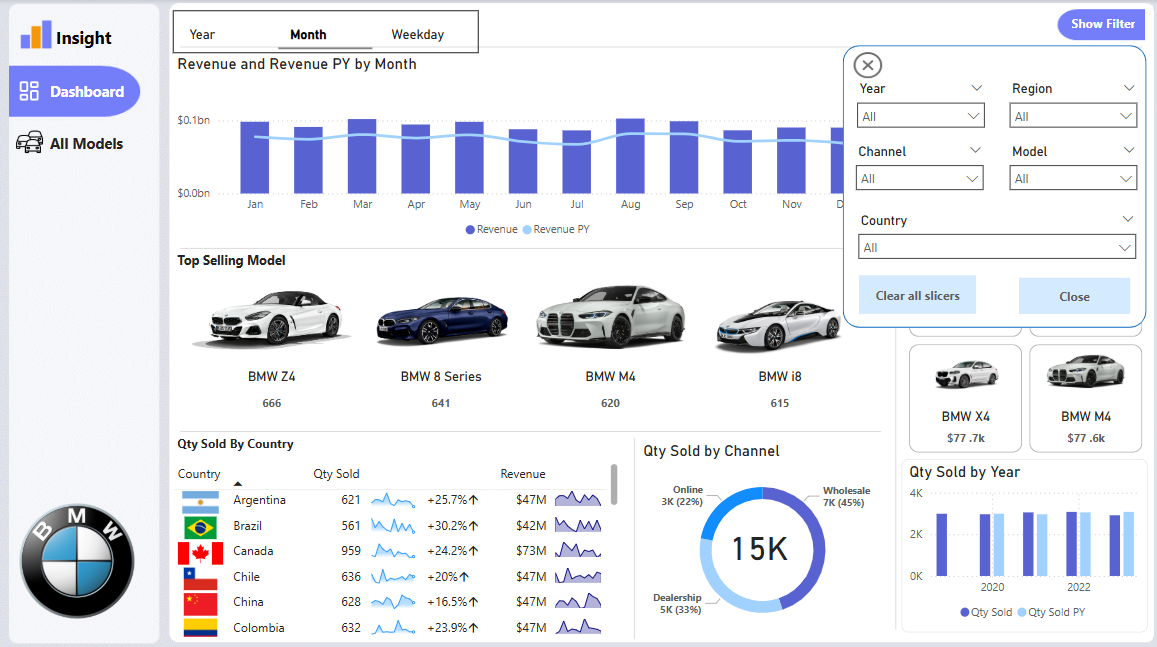 Insight
Dashboard
All Models
B M W
Year Month Weekday
Show Filter
Revenue and Revenue PY by Month
$0.1bn
$0.0bn
Jan Feb Mar Apr May Jun Jul Aug Sep Oct Nov D
Revenue Revenue PY
Year Region
All All
Channel Model
All All
Country
All
Clear all slicers Close
Top Selling Model
BMW Z4 BMW 8 Series BMW M4 BMW i8
666 641 620 615
BMW X4 BMW M4
$77 .7k $77 .6k
Qty Sold By Country
Country Qty Sold Revenue
Argentina 621 +25.7%↑ $47M
Brazil 561 +30.2%↑ $42M
Canada 959 +24.2%↑ $73M
Chile 636 +20%↑ $47M
China 628 +16.5%↑ $47M
Colombia 632 +23.9%↑ $47M
Qty Sold by Channel
Online
3K (22%)
Wholesale
7K (45%)
15K
Dealership
5K (33%)
Qty Sold by Year
4K
2K
0K
2020 2022
Qty Sold Qty Sold PY